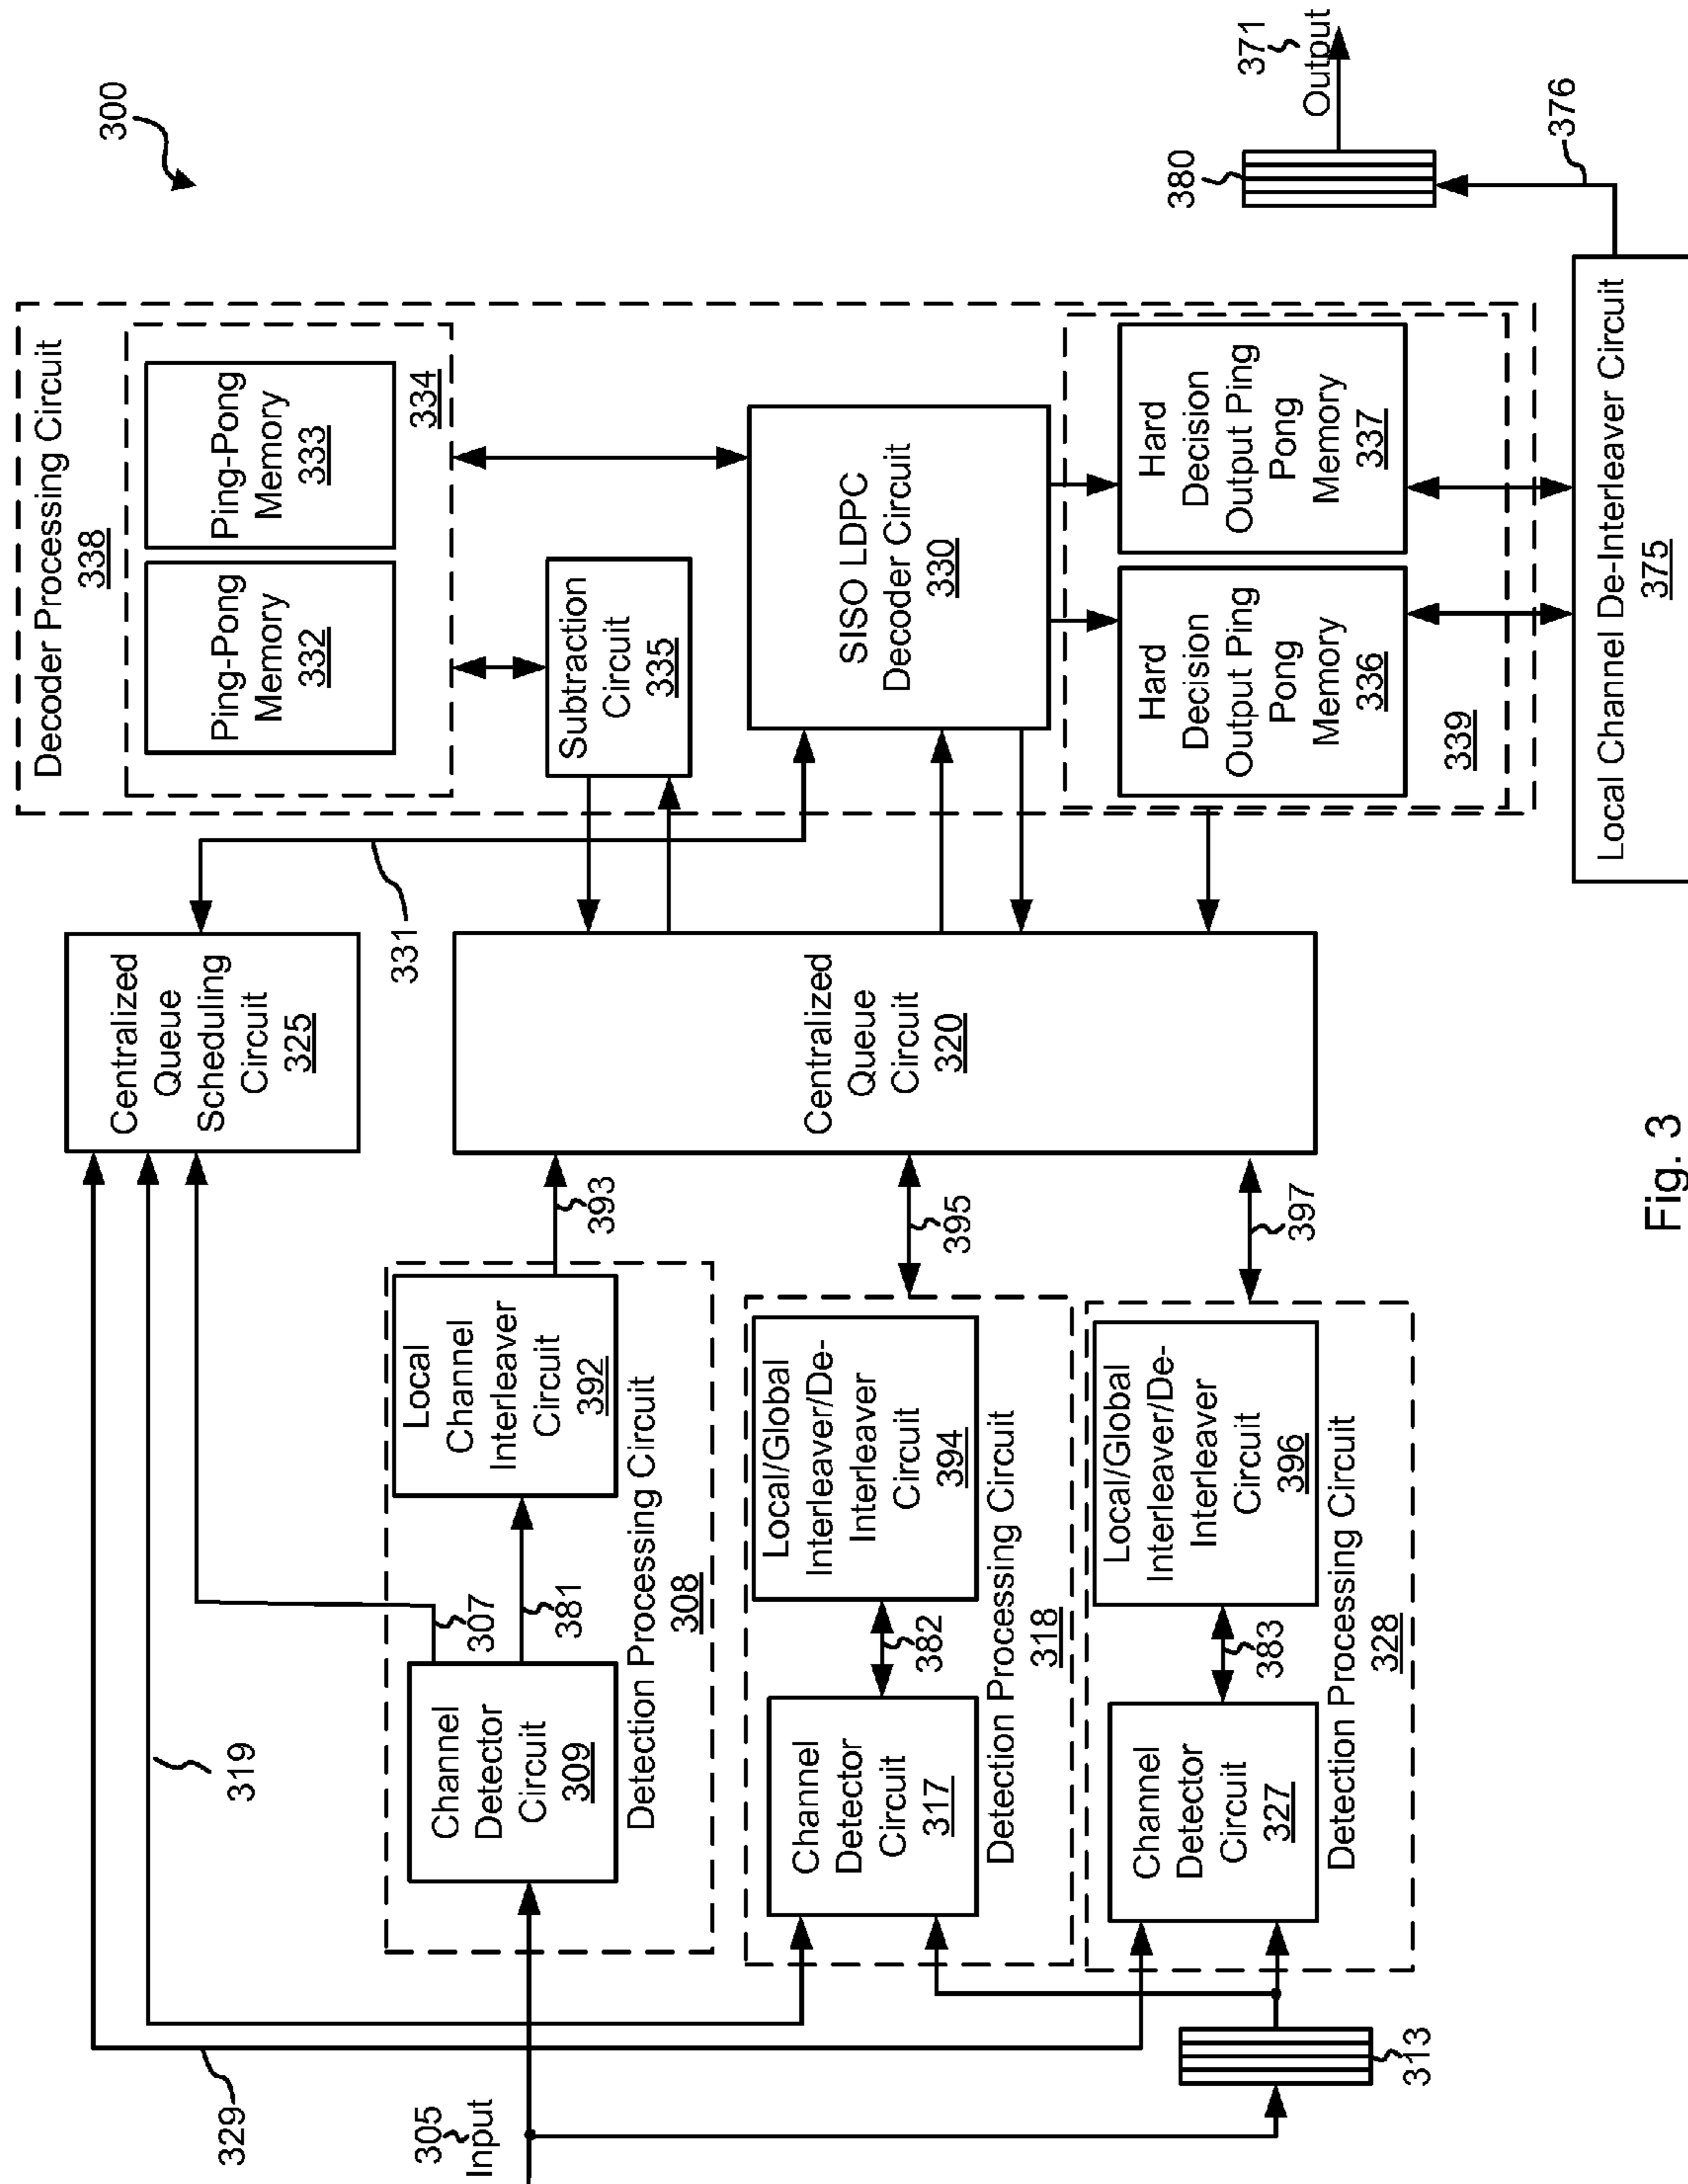 300
Decoder Processing Circuit
338
Ping-Pong
Memory
332
Ping-Pong
Memory
333
334
Subtraction
Circuit
335
SISO LDPC
Decoder Circuit
330
Hard
Decision
Output Ping
Pong
Memory
336
Hard
Decision
Output Ping
Pong
Memory
337
339
371
Output
380
376
Local Channel De-Interleaver Circuit
375
Centralized
Queue
Scheduling
Circuit
325
331
Centralized
Queue
Circuit
320
393
395
397
319
329
307
381
Channel
Detector
Circuit
309
Local
Channel
Interleaver
Circuit
392
Detection Processing Circuit
308
Channel
Detector
Circuit
317
382
Local/Global
Interleaver/De-
Interleaver
Circuit
394
Detection Processing Circuit
318
Channel
Detector
Circuit
327
383
Local/Global
Interleaver/De-
Interleaver
Circuit
396
Detection Processing Circuit
328
305
Input
313
Fig. 3